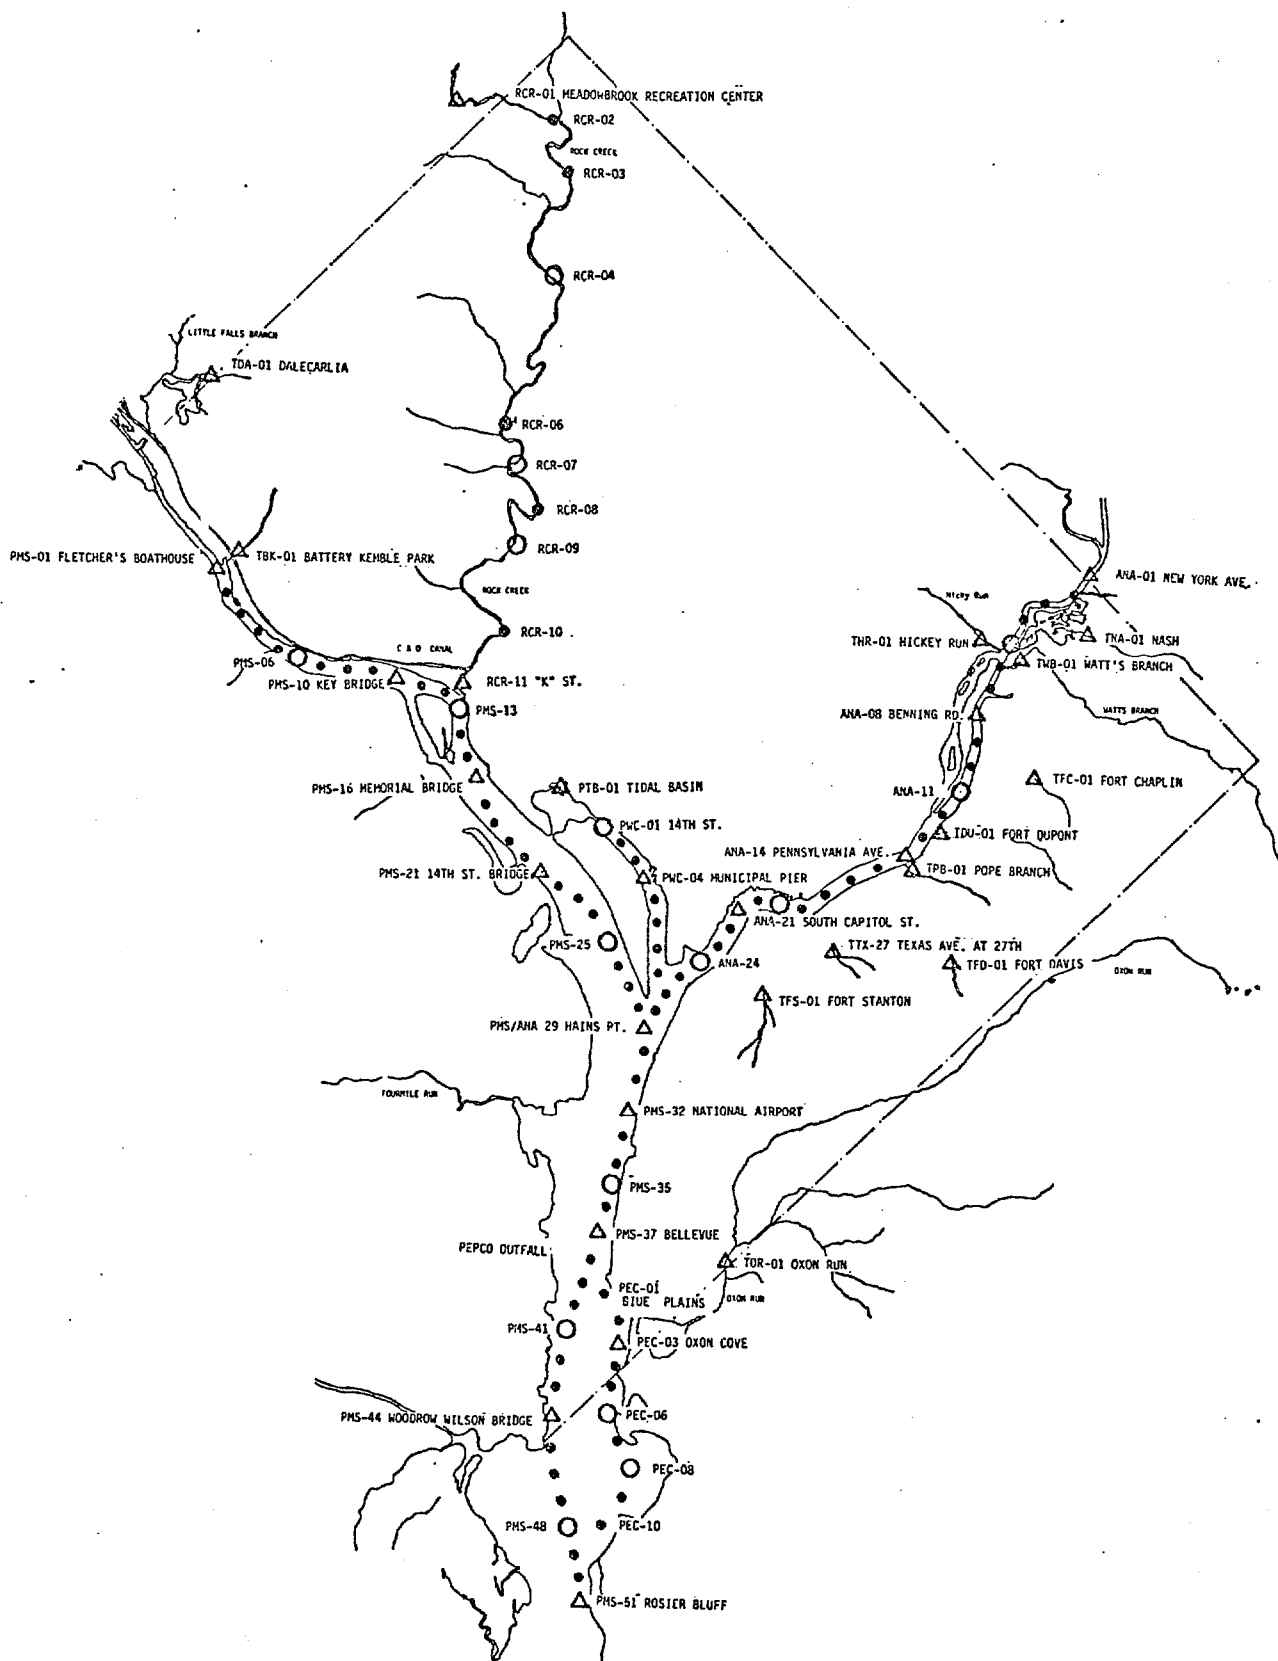 RCR-01 MEADOWBROOK RECREATION CENTER
RCR-02
ROCK CREEK
RCR-03
RCR-04
LITTLE FALLS BRANCH
TDA-01 DALECARLIA
RCR-06
RCR-07
RCR-08
RCR-09
PMS-01 FLETCHER'S BOATHOUSE
TBK-01 BATTERY KEMBLE PARK
ANA-01 NEW YORK AVE.
ROCK CREEK
Hicky Run
RCR-10
THR-01 HICKEY RUN
TNA-01 NASH
C & O CANAL
PMS-06
TWB-01 WATT'S BRANCH
PMS-10 KEY BRIDGE
RCR-11 "K" ST.
PMS-13
ANA-08 BENNING RD.
WATTS BRANCH
PMS-16 MEMORIAL BRIDGE
PTB-01 TIDAL BASIN
ANA-11
TFC-01 FORT CHAPLIN
PWC-01 14TH ST.
IDU-01 FORT DUPONT
ANA-14 PENNSYLVANIA AVE.
PMS-21 14TH ST. BRIDGE
PWC-04 MUNICIPAL PIER
TPB-01 POPE BRANCH
ANA-21 SOUTH CAPITOL ST.
PMS-25
TTX-27 TEXAS AVE. AT 27TH
ANA-24
TFD-01 FORT DAVIS
OXON RUN
TFS-01 FORT STANTON
PMS/ANA 29 HAINS PT.
FOURMILE RUN
PMS-32 NATIONAL AIRPORT
PMS-35
PMS-37 BELLEVUE
PEPCO OUTFALL
TOR-01 OXON RUN
PEC-01
BLUE PLAINS
OXON RUN
PMS-41
PEC-03 OXON COVE
PMS-44 WOODROW WILSON BRIDGE
PEC-06
PEC-08
PMS-48
PEC-10
PMS-51 ROSIER BLUFF